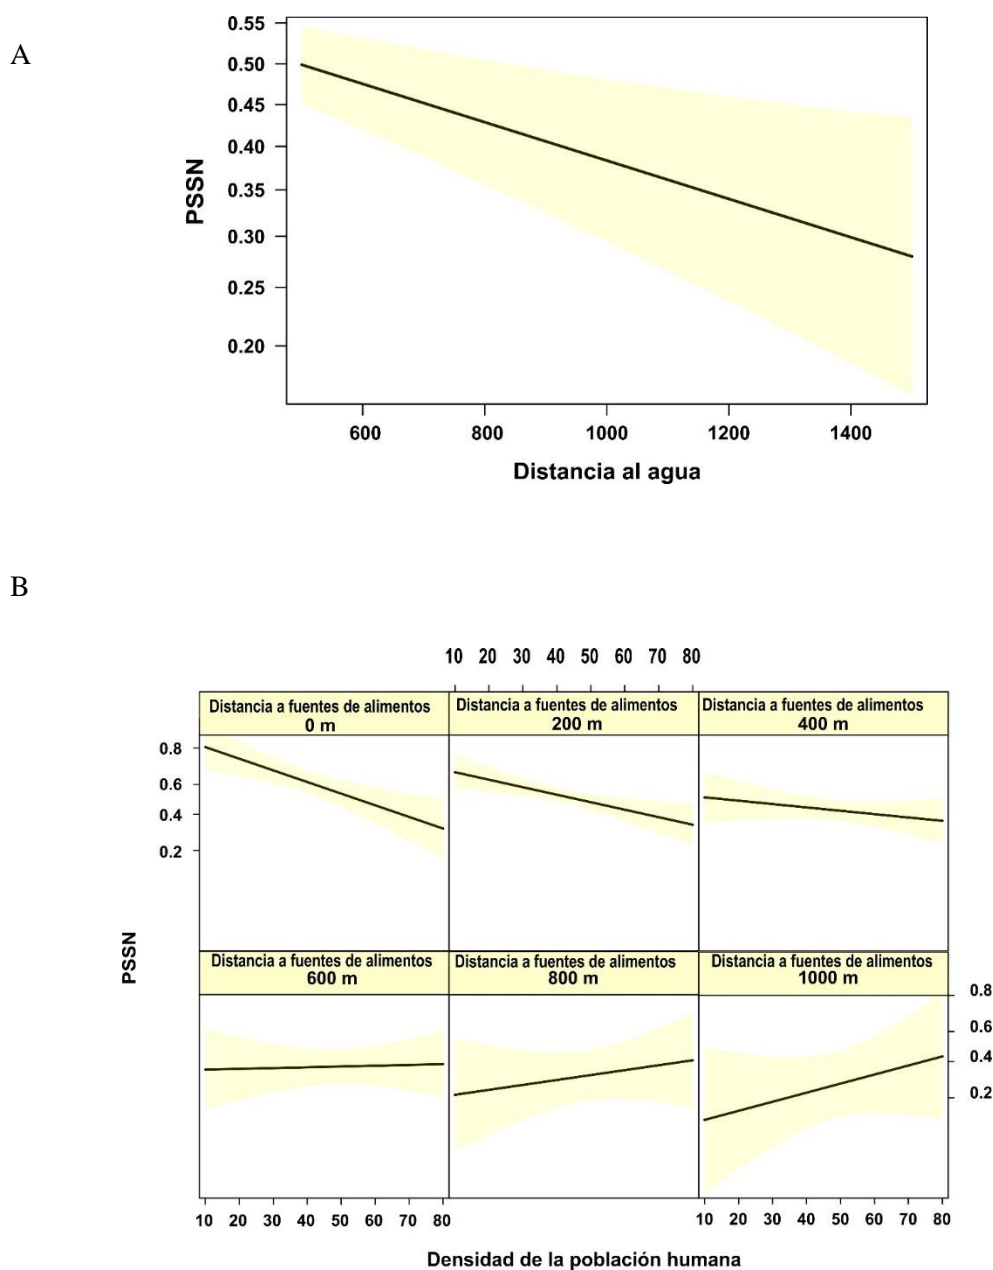 A
0.55
0.50
0.45
0.40
0.35
0.30
0.25
0.20
PSSN
600 800 1000 1200 1400
Distancia al agua
B
10 20 30 40 50 60 70 80
Distancia a fuentes de alimentos
0 m
Distancia a fuentes de alimentos
200 m
Distancia a fuentes de alimentos
400 m
0.8
0.6
0.4
0.2
PSSN
Distancia a fuentes de alimentos
600 m
Distancia a fuentes de alimentos
800 m
Distancia a fuentes de alimentos
1000 m
0.8
0.6
0.4
0.2
10 20 30 40 50 60 70 80
10 20 30 40 50 60 70 80
Densidad de la población humana